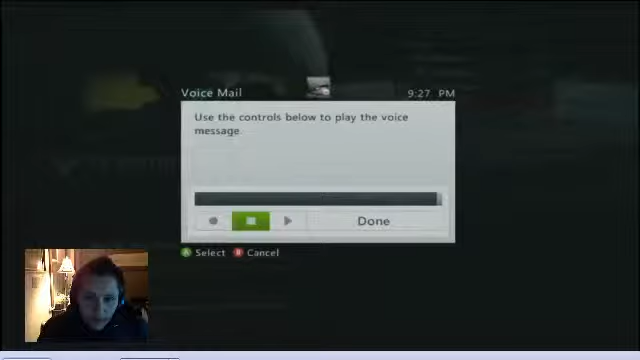 Voice Mail 9:27 PM
Use the controls below to play the voice
message.
Done
A Select B Cancel